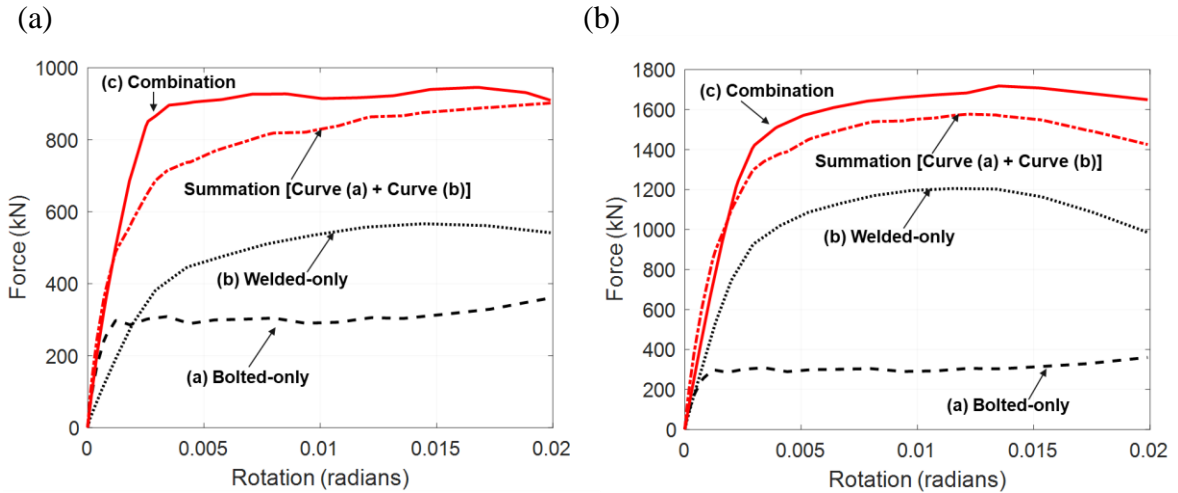 (a)
(c) Combination
Summation [Curve (a) + Curve (b)]
(b) Welded-only
(a) Bolted-only
Force (kN)
1000
800
600
400
200
0
0 0.005 0.01 0.015 0.02
Rotation (radians)
(b)
(c) Combination
Summation [Curve (a) + Curve (b)]
(b) Welded-only
(a) Bolted-only
Force (kN)
1800
1600
1400
1200
1000
800
600
400
200
0
0 0.005 0.01 0.015 0.02
Rotation (radians)